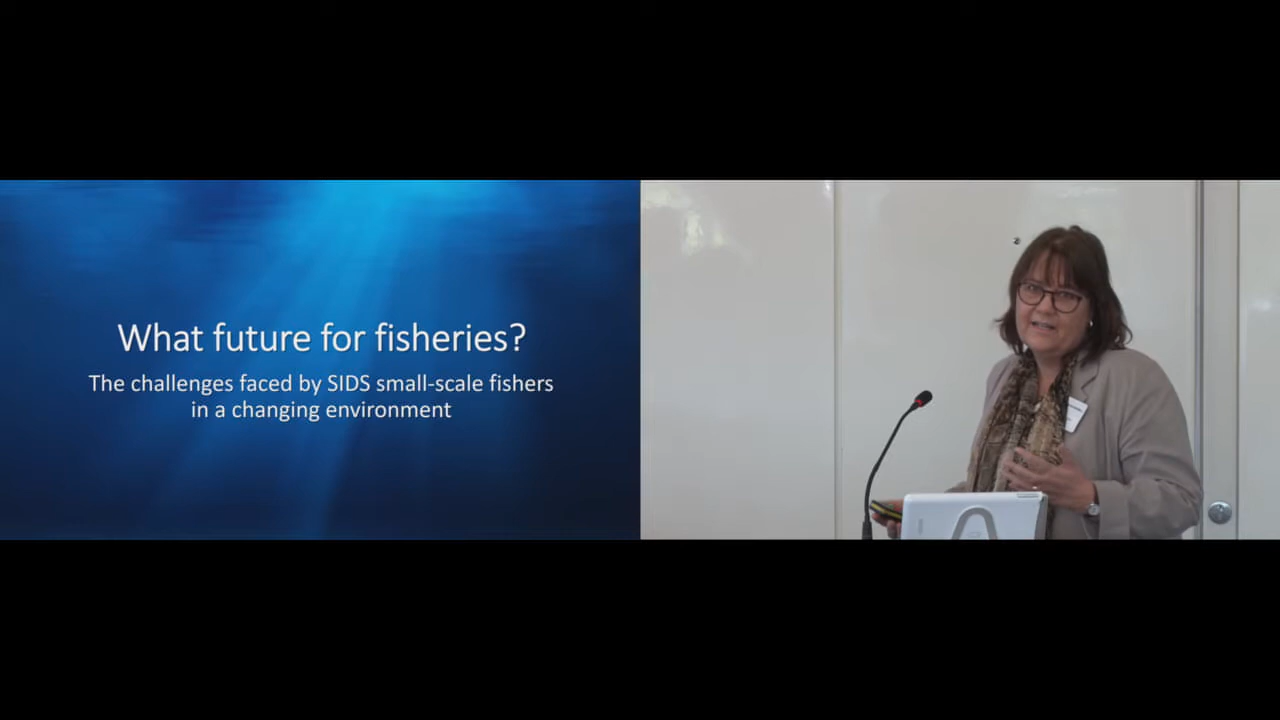 What future for fisheries?
The challenges faced by SIDS small-scale fishers
in a changing environment